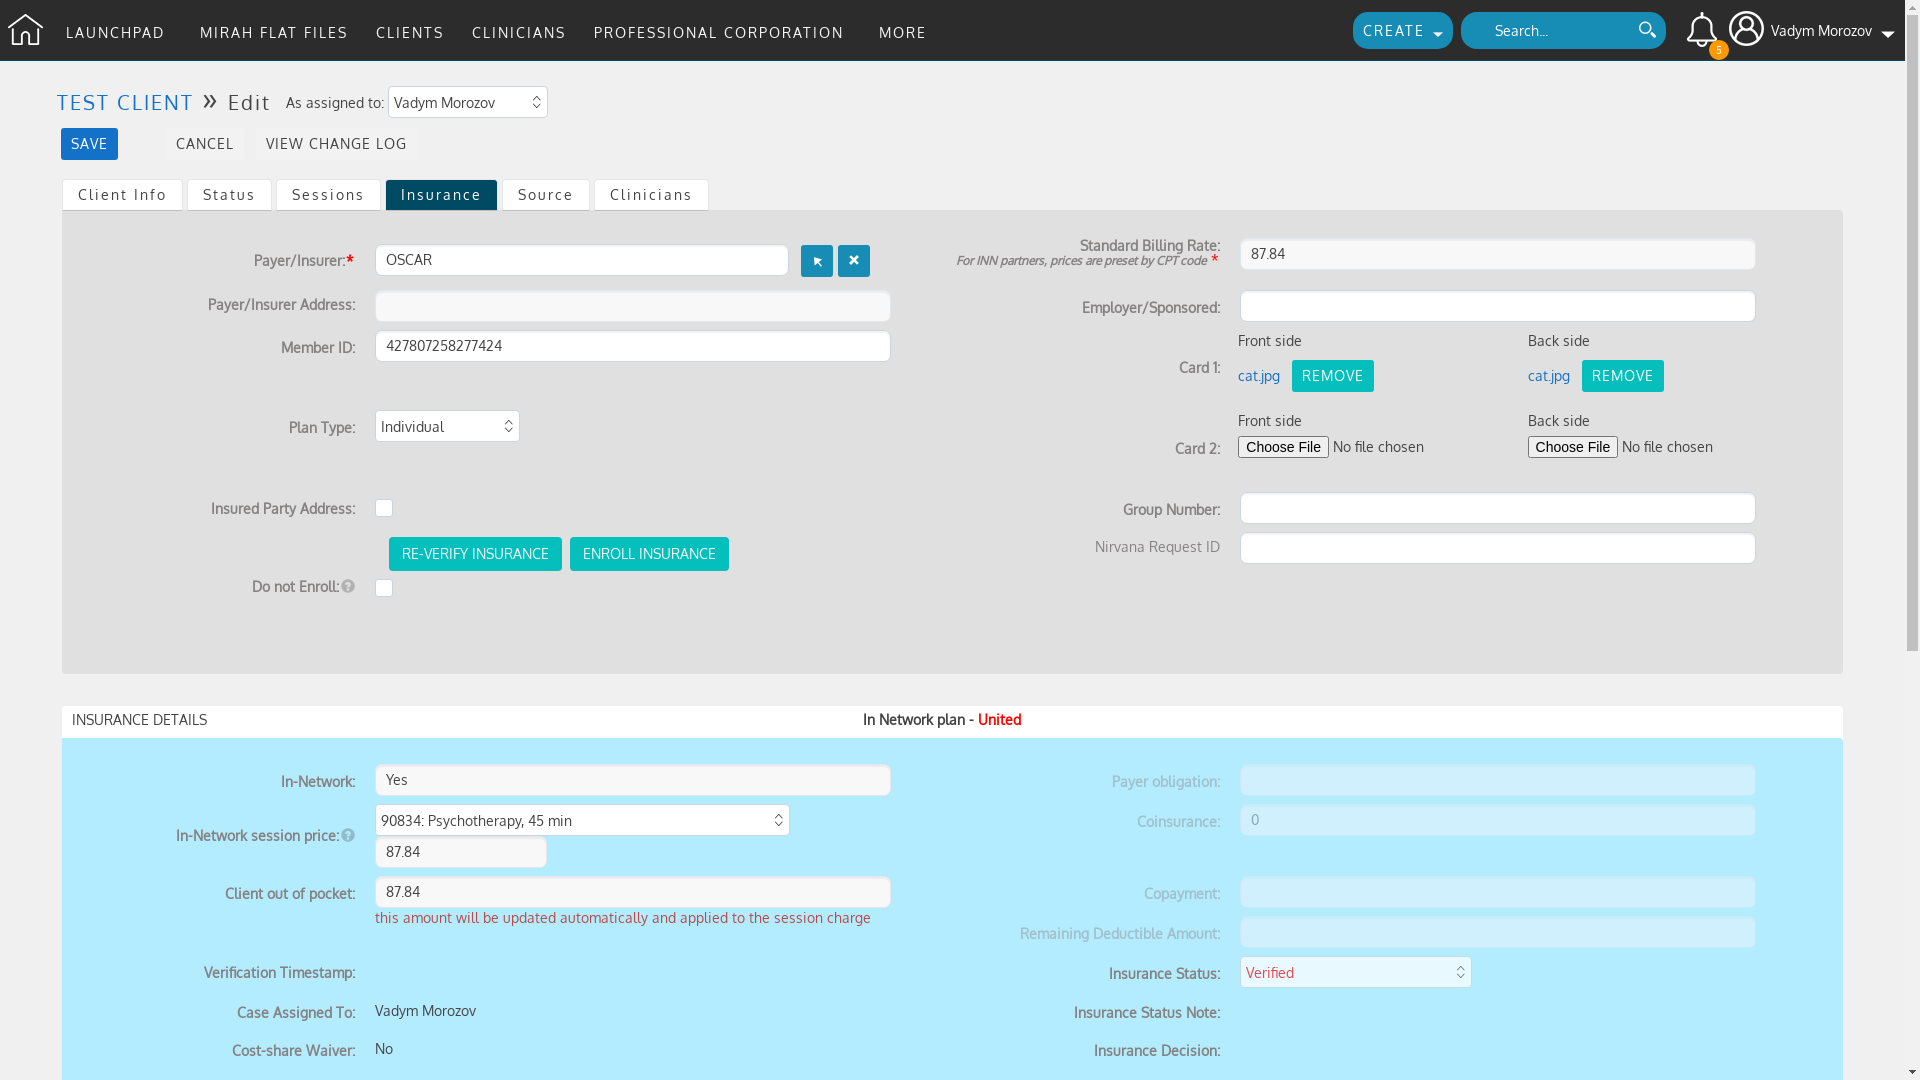 LAUNCHPAD MIRAH FLAT FILES CLIENTS CLINICIANS PROFESSIONAL CORPORATION MORE CREATE Search... 5 Vadym Morozov
TEST CLIENT » Edit As assigned to: Vadym Morozov
SAVE CANCEL VIEW CHANGE LOG
Client Info Status Sessions Insurance Source Clinicians
Payer/Insurer:* OSCAR
Payer/Insurer Address:
Member ID: 427807258277424
Plan Type: Individual
Insured Party Address:
RE-VERIFY INSURANCE ENROLL INSURANCE
Do not Enroll:
Standard Billing Rate: 87.84
For INN partners, prices are preset by CPT code *
Employer/Sponsored:
Front side Back side
Card 1: cat.jpg REMOVE cat.jpg REMOVE
Front side Back side
Card 2: Choose File No file chosen Choose File No file chosen
Group Number:
Nirvana Request ID
INSURANCE DETAILS In Network plan - United
In-Network: Yes
In-Network session price: 90834: Psychotherapy, 45 min
87.84
Client out of pocket: 87.84
this amount will be updated automatically and applied to the session charge
Verification Timestamp:
Case Assigned To: Vadym Morozov
Cost-share Waiver: No
Payer obligation:
Coinsurance: 0
Copayment:
Remaining Deductible Amount:
Insurance Status: Verified
Insurance Status Note:
Insurance Decision: